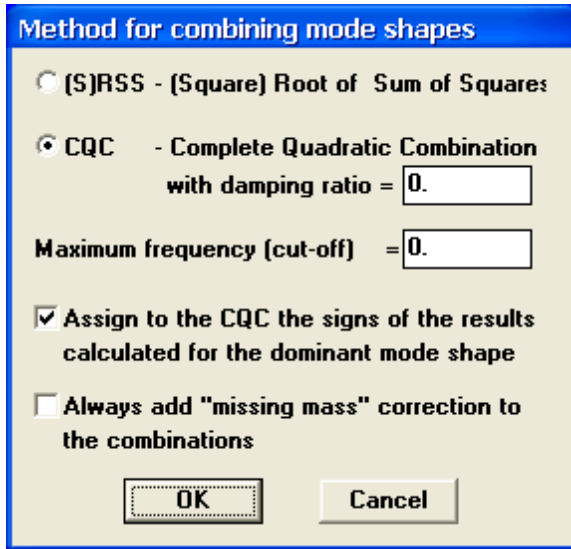 Method for combining mode shapes
(S)RSS - (Square) Root of Sum of Squares
CQC - Complete Quadratic Combination
with damping ratio = 0.
Maximum frequency (cut-off) = 0.
Assign to the CQC the signs of the results
calculated for the dominant mode shape
Always add "missing mass" correction to
the combinations
OK Cancel